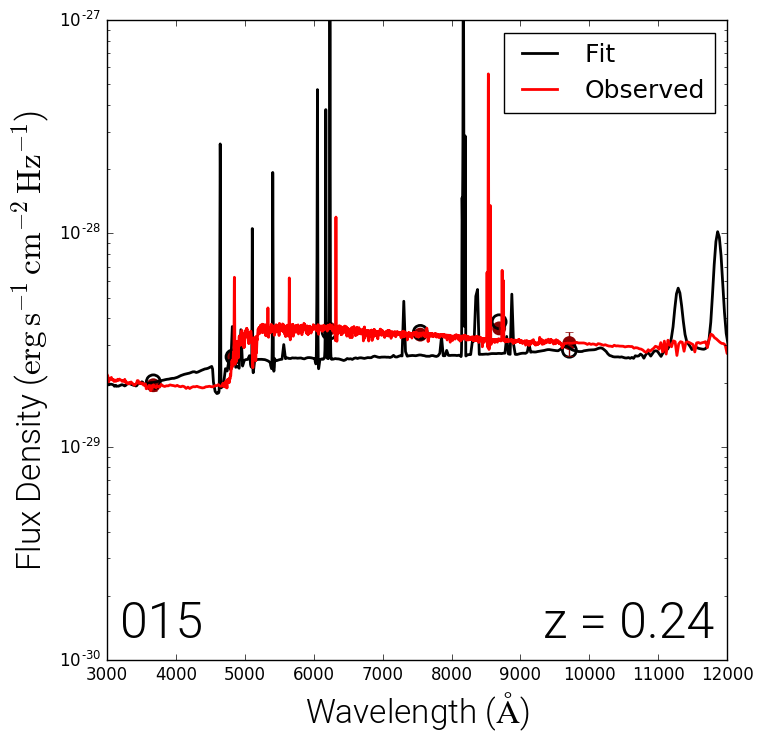 10⁻²⁷
Fit
Observed
10⁻²⁸
Flux Density (erg s⁻¹ cm⁻² Hz⁻¹)
10⁻²⁹
015
z = 0.24
10⁻³⁰
3000 4000 5000 6000 7000 8000 9000 10000 11000 12000
Wavelength (Å)